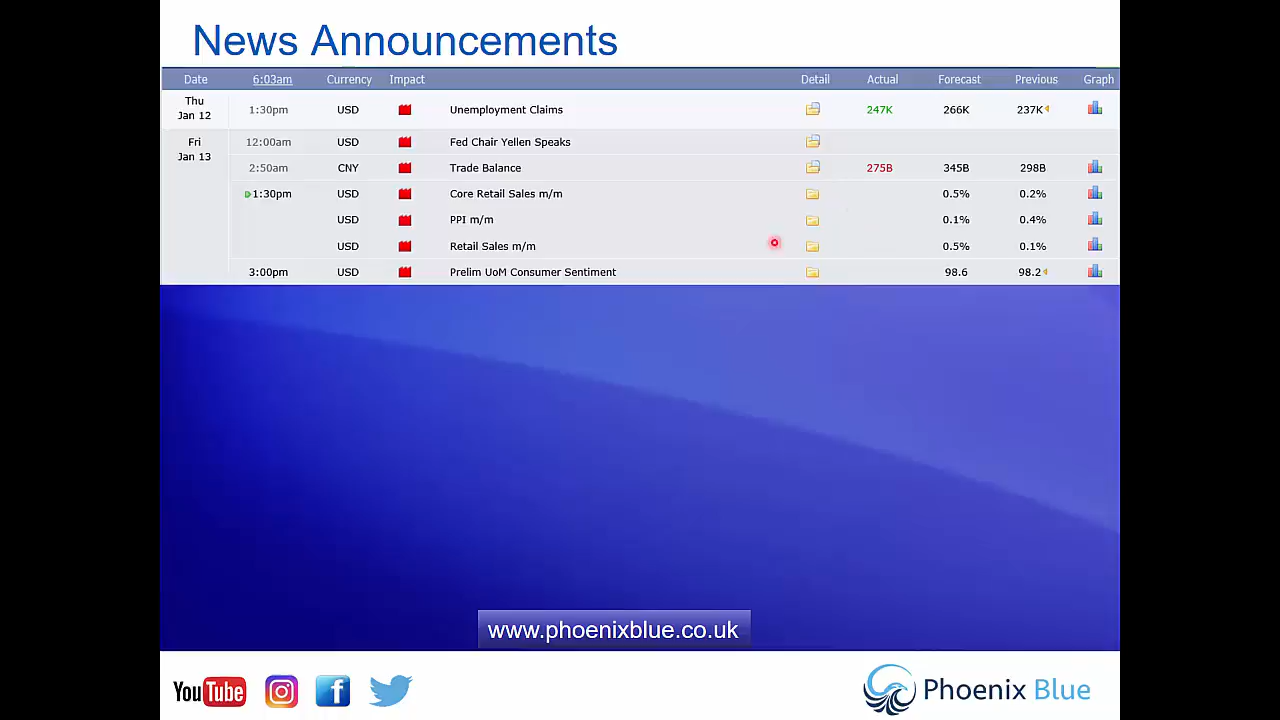 News Announcements
Date 6:03am Currency Impact Detail Actual Forecast Previous Graph
Thu Jan 12 1:30pm USD Unemployment Claims 247K 266K 237K
Fri Jan 13 12:00am USD Fed Chair Yellen Speaks
2:50am CNY Trade Balance 275B 345B 298B
1:30pm USD Core Retail Sales m/m 0.5% 0.2%
USD PPI m/m 0.1% 0.4%
USD Retail Sales m/m 0.5% 0.1%
3:00pm USD Prelim UoM Consumer Sentiment 98.6 98.2
www.phoenixblue.co.uk
YouTube Phoenix Blue